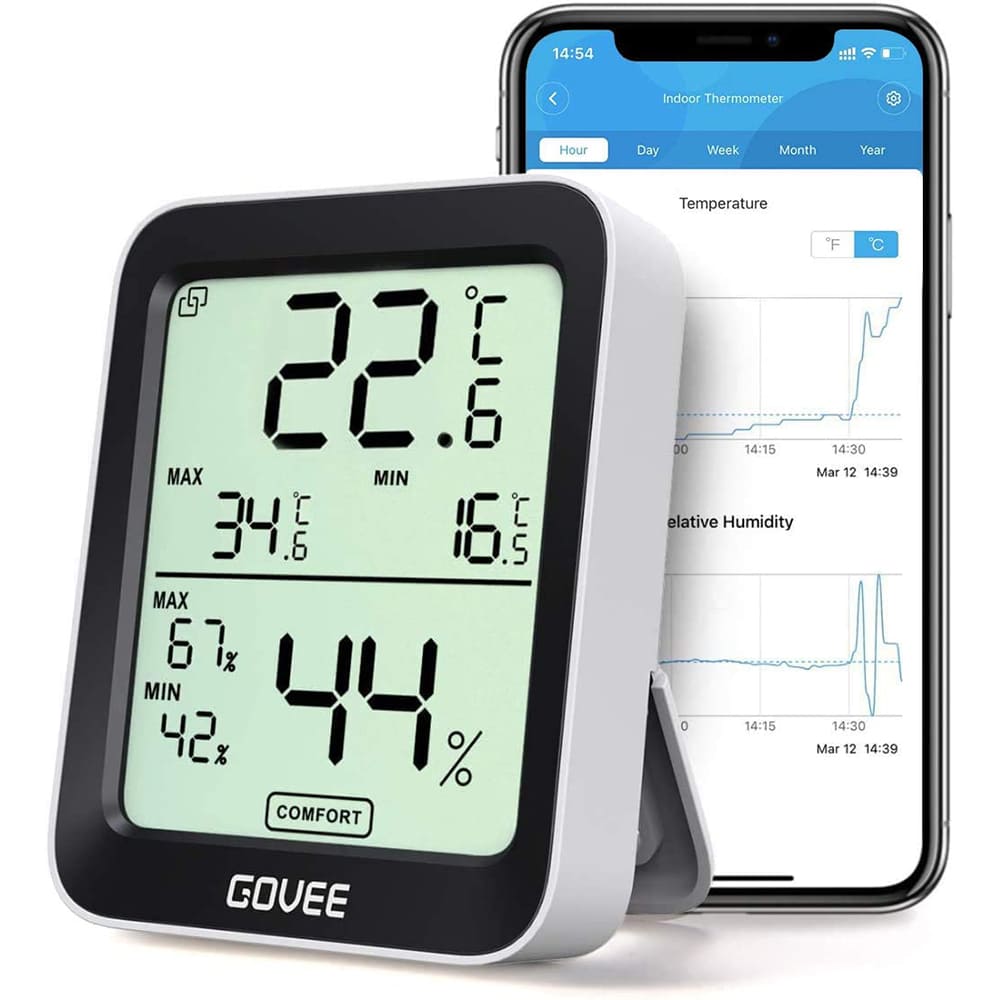 22.6 °C
MAX MIN
34.6 °C 16.5 °C
MAX
67%
MIN
42%
44%
COMFORT
GOVEE
14:54
Indoor Thermometer
Hour Day Week Month Year
Temperature
°F °C
00 14:15 14:30
Mar 12 14:39
elative Humidity
0 14:15 14:30
Mar 12 14:39